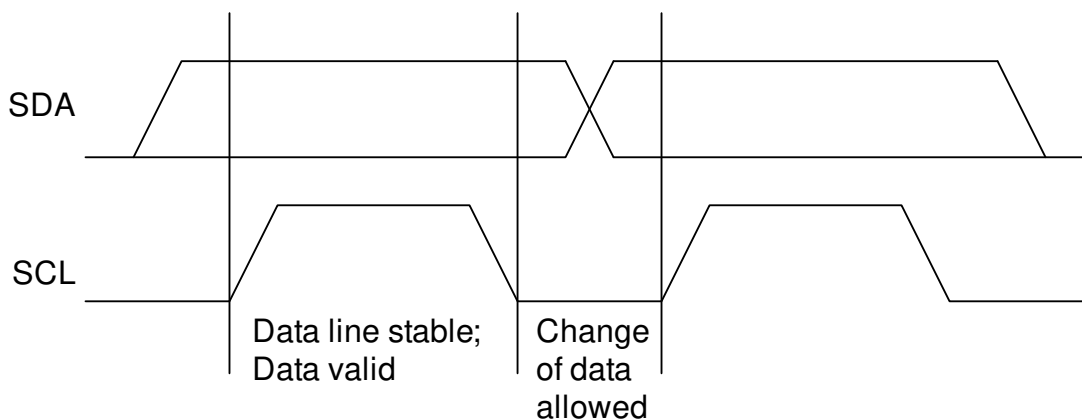 SDA
SCL
Data line stable;
Data valid
Change
of data
allowed